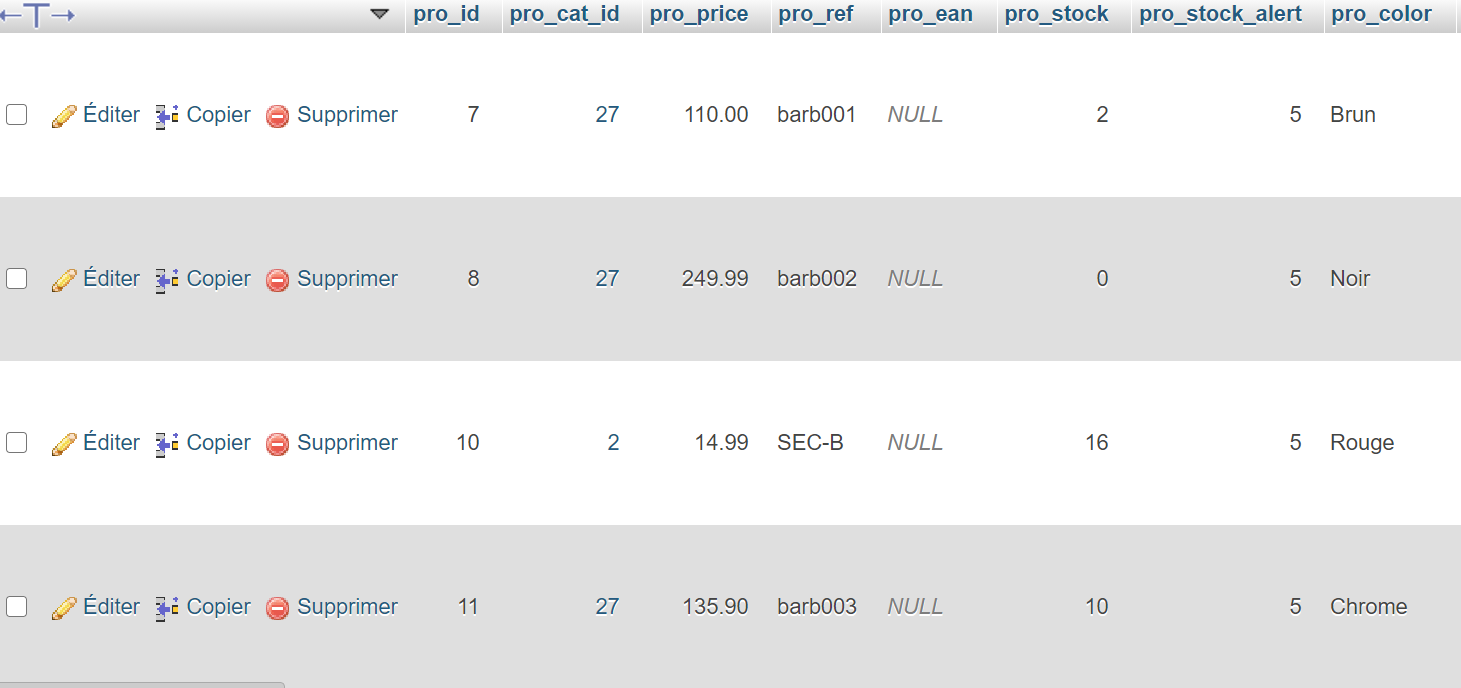 pro_id pro_cat_id pro_price pro_ref pro_ean pro_stock pro_stock_alert pro_color
Éditer Copier Supprimer 7 27 110.00 barb001 NULL 2 5 Brun
Éditer Copier Supprimer 8 27 249.99 barb002 NULL 0 5 Noir
Éditer Copier Supprimer 10 2 14.99 SEC-B NULL 16 5 Rouge
Éditer Copier Supprimer 11 27 135.90 barb003 NULL 10 5 Chrome